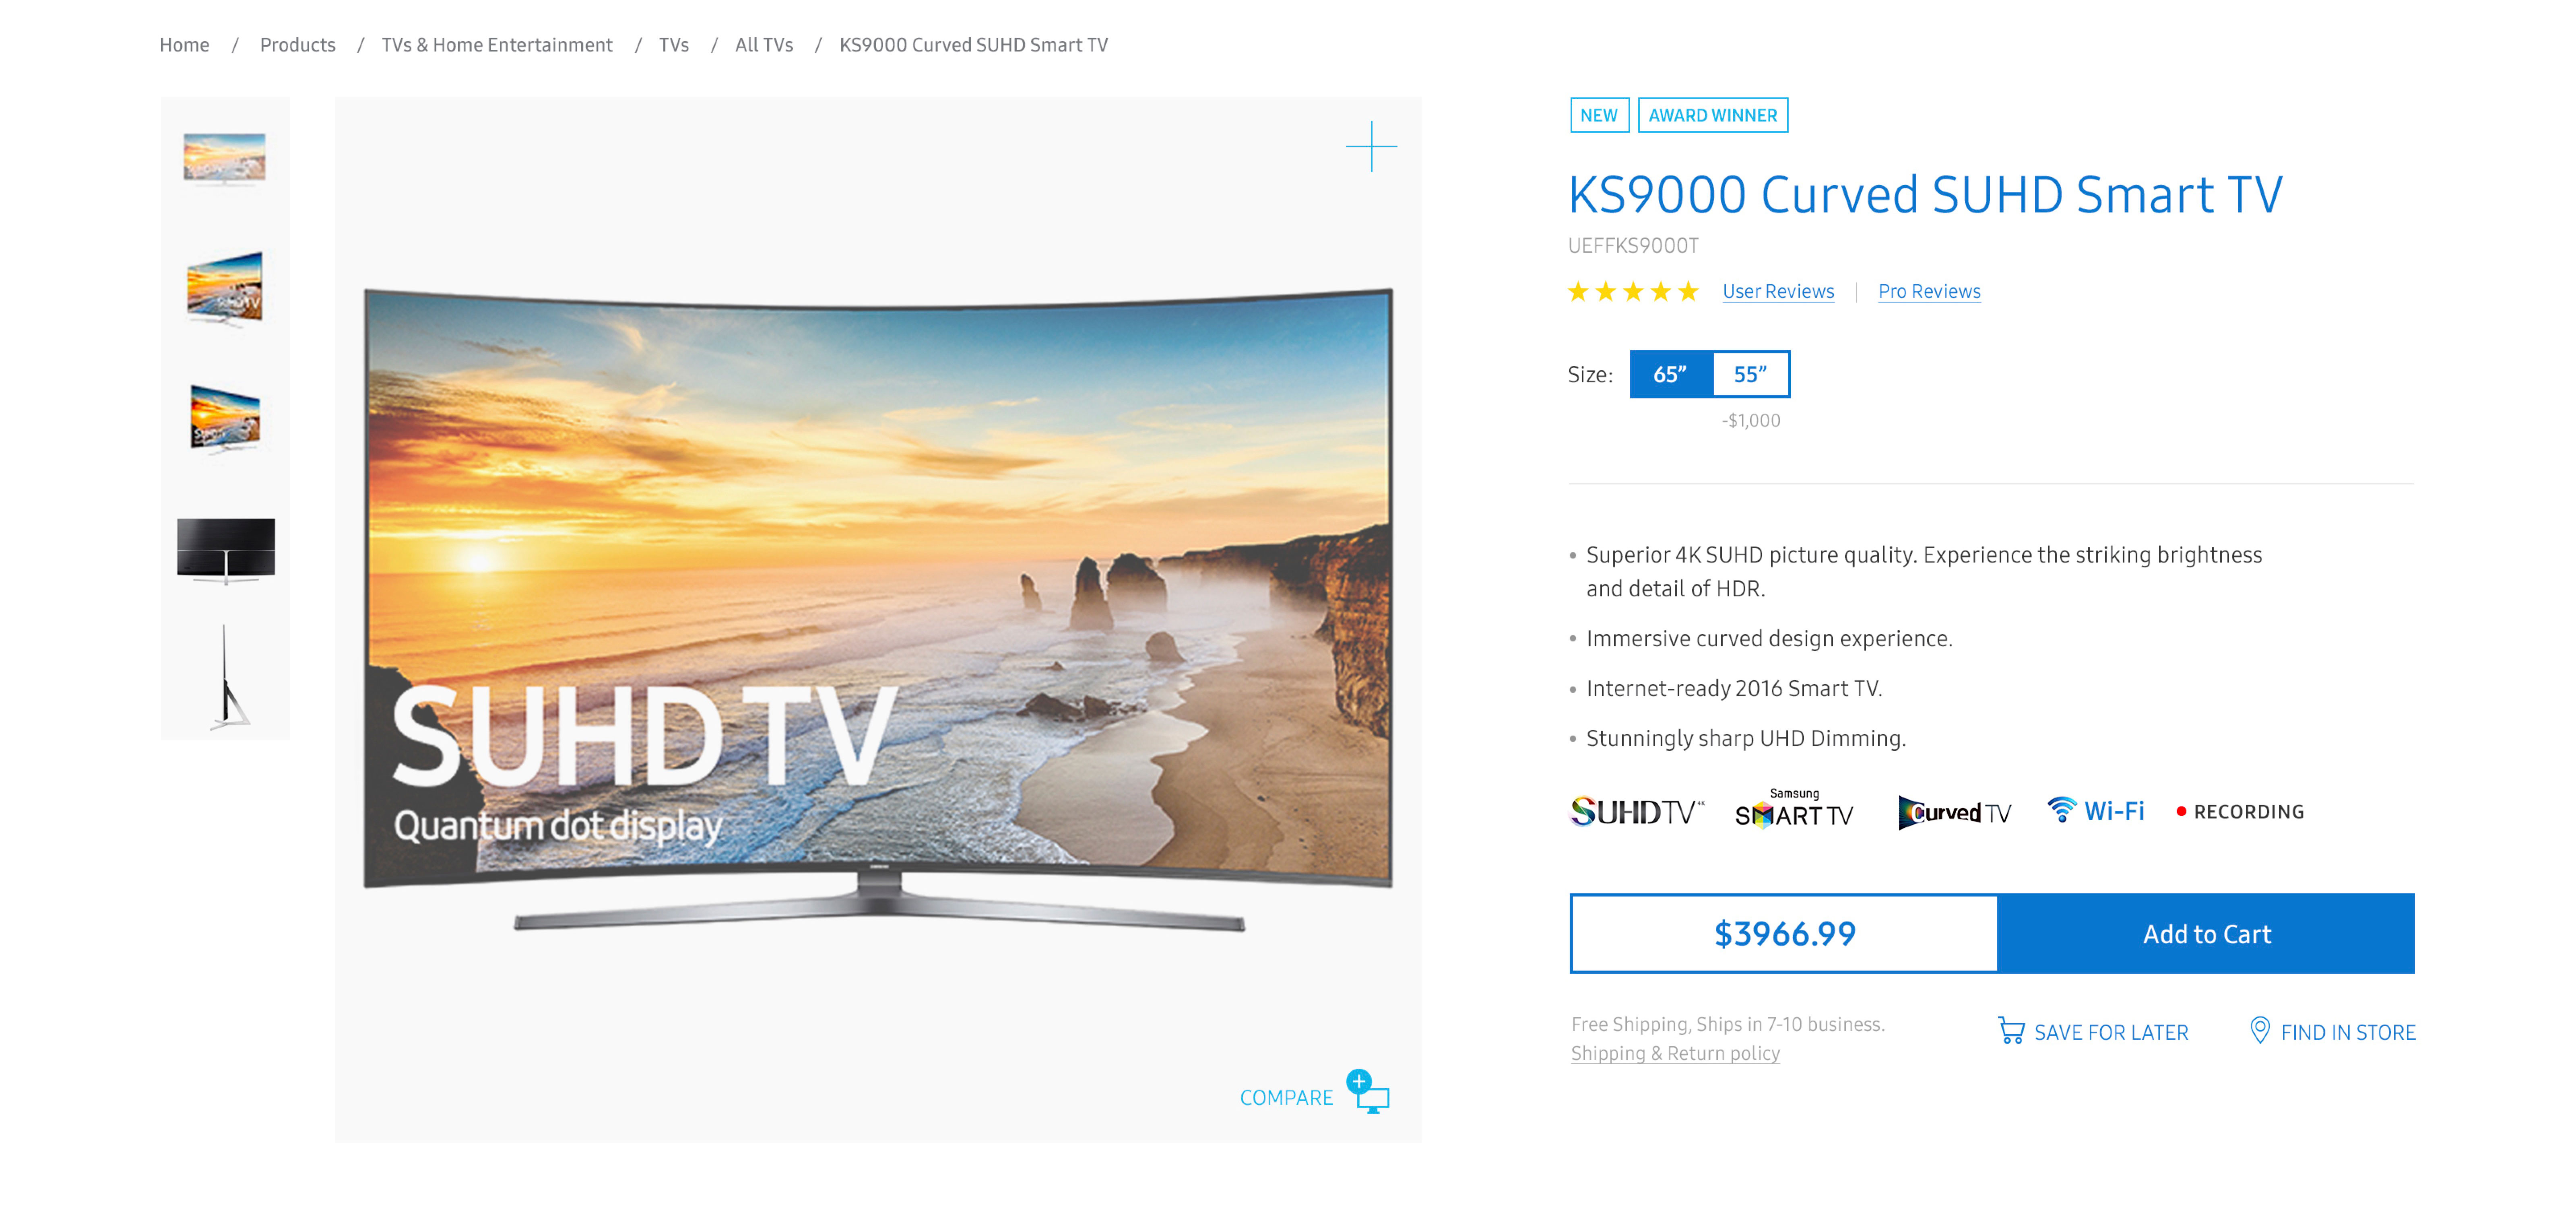 Home / Products / TVs & Home Entertainment / TVs / All TVs / KS9000 Curved SUHD Smart TV
NEW AWARD WINNER
KS9000 Curved SUHD Smart TV
UEFFKS9000T
User Reviews | Pro Reviews
Size: 65” 55”
-$1,000
• Superior 4K SUHD picture quality. Experience the striking brightness
and detail of HDR.
• Immersive curved design experience.
• Internet-ready 2016 Smart TV.
• Stunningly sharp UHD Dimming.
SUHD TV
Quantum dot display
SUHDTV 4K
Samsung
SMART TV
Curved TV
Wi-Fi
RECORDING
$3966.99
Add to Cart
Free Shipping, Ships in 7-10 business.
Shipping & Return policy
SAVE FOR LATER
FIND IN STORE
COMPARE